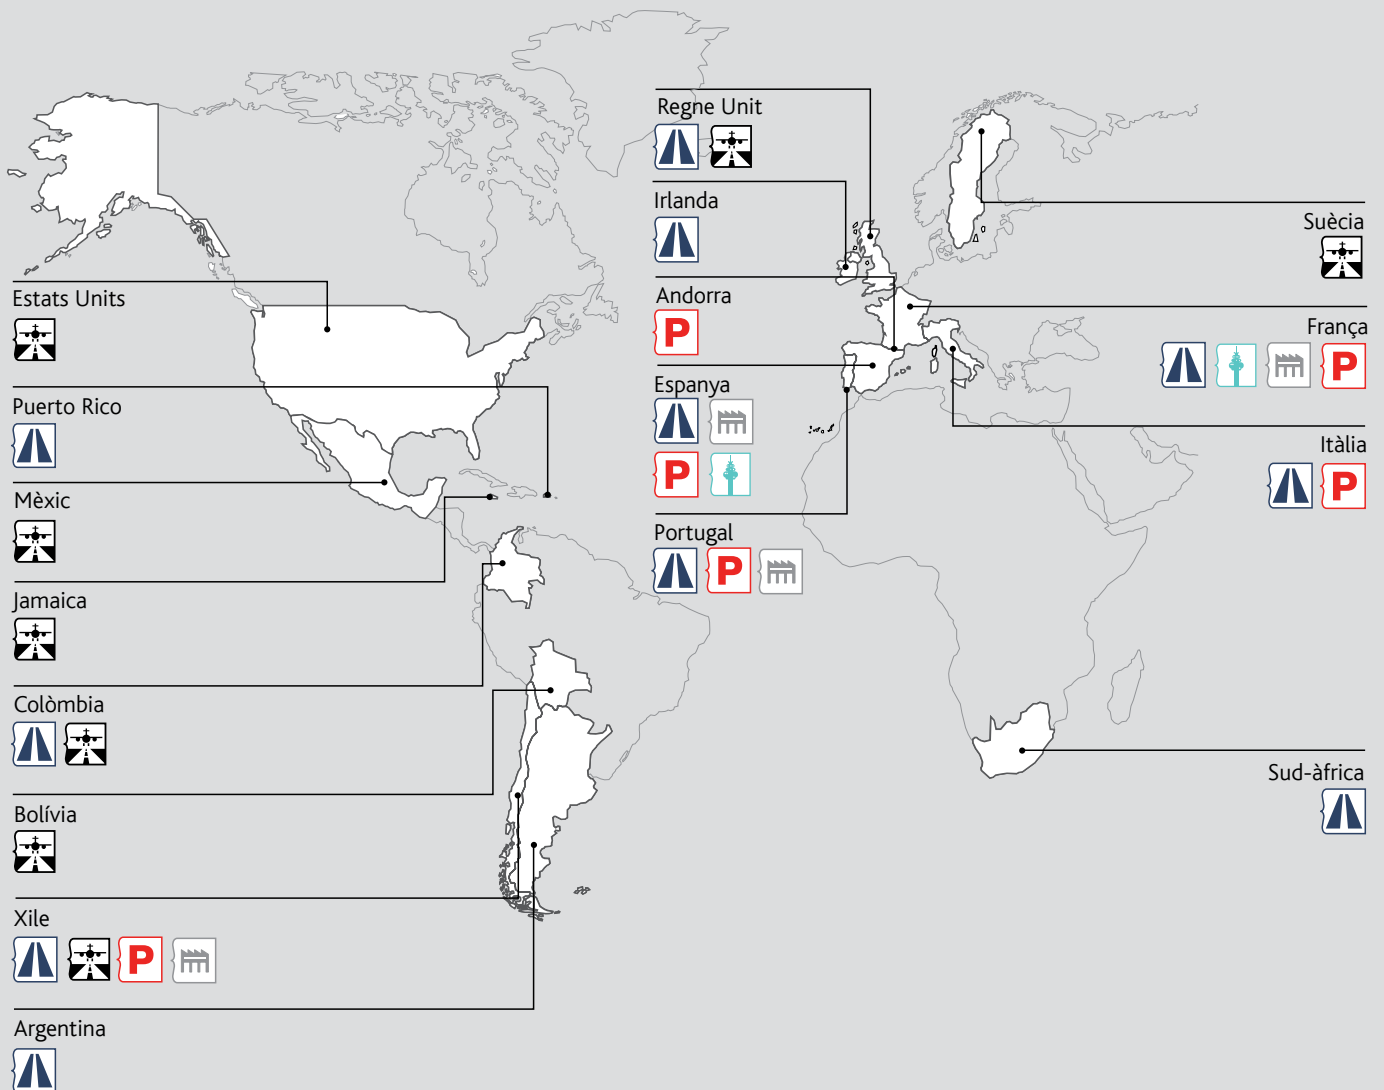 Estats Units
Puerto Rico
Mèxic
Jamaica
Colòmbia
Bolívia
Xile
P
Argentina
Regne Unit
Irlanda
Andorra
P
Espanya
P
Portugal
P
Suècia
França
P
Itàlia
P
Sud-àfrica